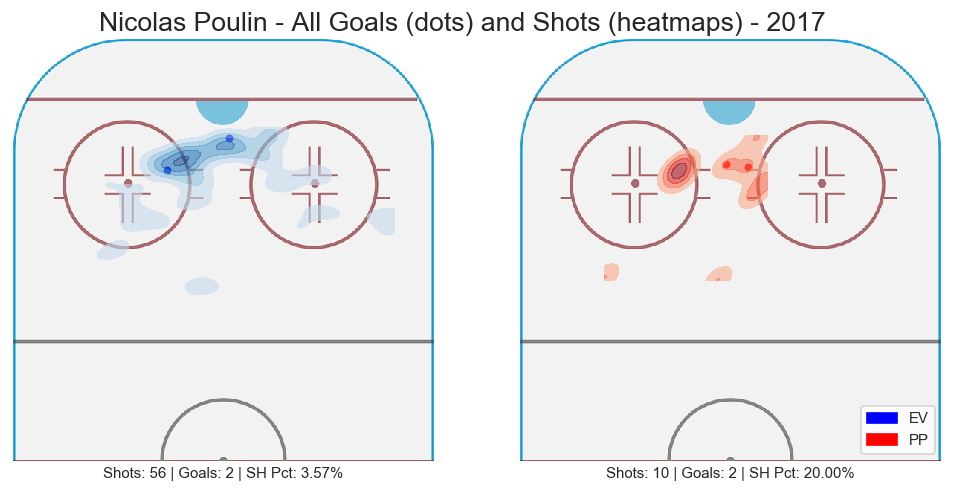 Nicolas Poulin - All Goals (dots) and Shots (heatmaps) - 2017
EV
PP
Shots: 56 | Goals: 2 | SH Pct: 3.57%
Shots: 10 | Goals: 2 | SH Pct: 20.00%